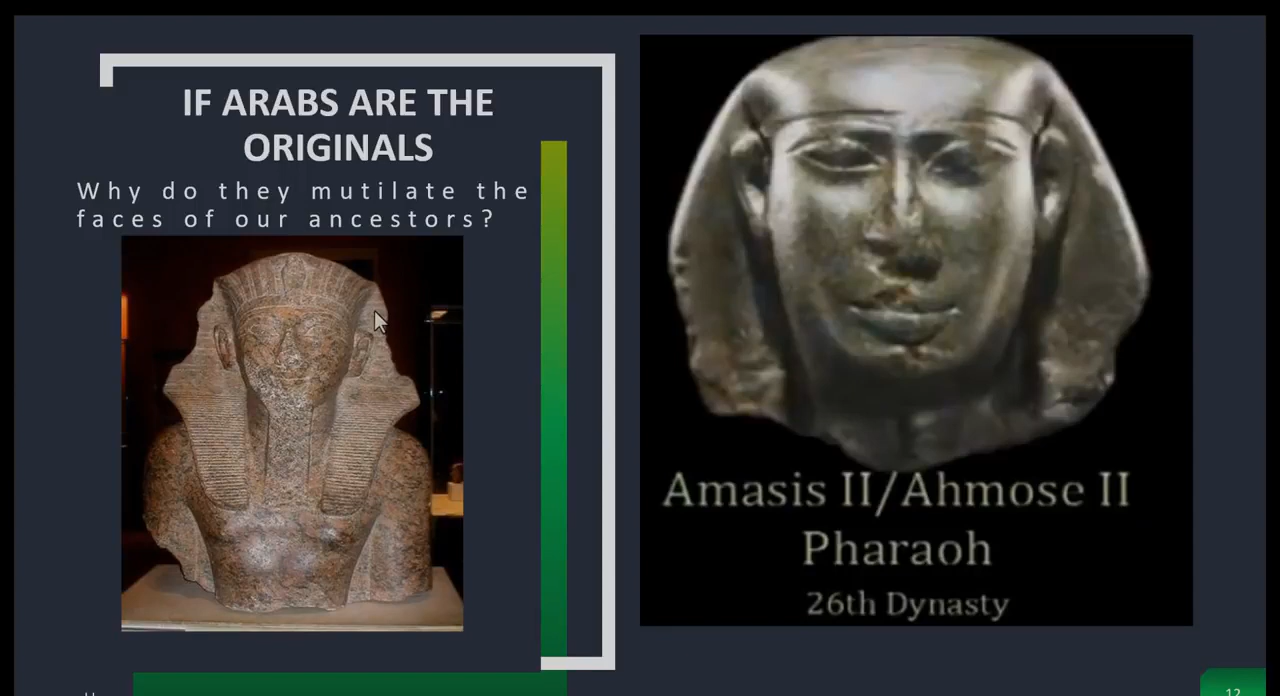 IF ARABS ARE THE
ORIGINALS
Why do they mutilate the
faces of our ancestors?
Amasis II/Ahmose II
Pharaoh
26th Dynasty
12